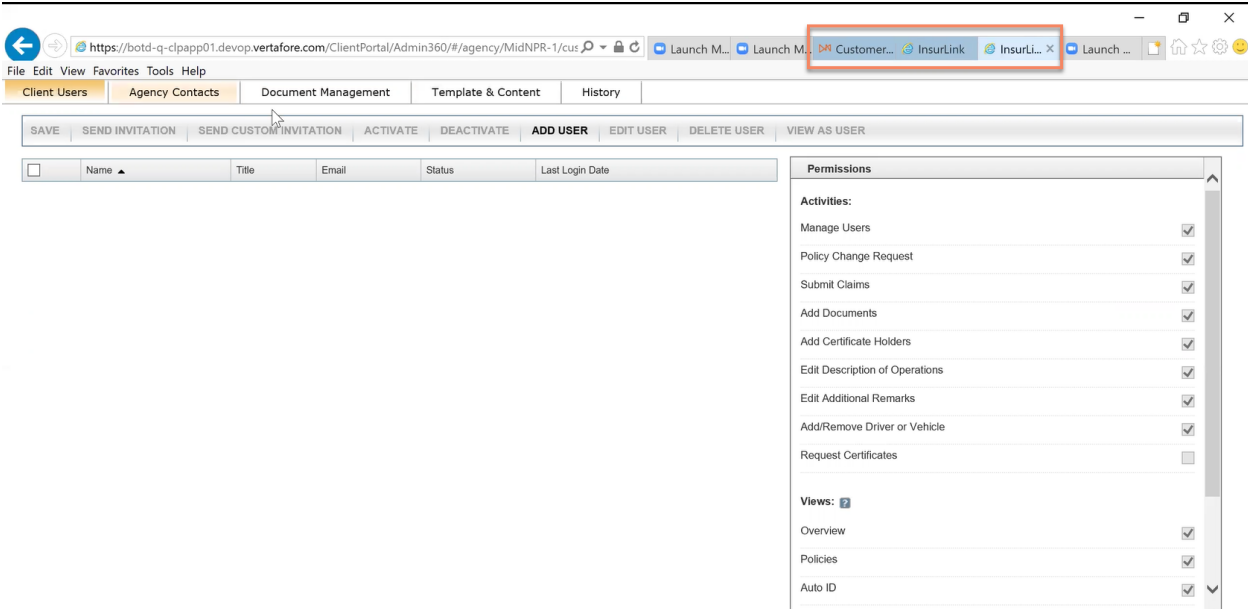 https://botd-q-clpapp01.devop.vertafore.com/ClientPortal/Admin360/#/agency/MidNPR-1/cus
Launch M... Launch M... Customer... InsurLink InsurLi... Launch ...
File Edit View Favorites Tools Help
Client Users Agency Contacts Document Management Template & Content History
SAVE SEND INVITATION SEND CUSTOM INVITATION ACTIVATE DEACTIVATE ADD USER EDIT USER DELETE USER VIEW AS USER
Name Title Email Status Last Login Date
Permissions
Activities:
Manage Users
Policy Change Request
Submit Claims
Add Documents
Add Certificate Holders
Edit Description of Operations
Edit Additional Remarks
Add/Remove Driver or Vehicle
Request Certificates
Views: ?
Overview
Policies
Auto ID